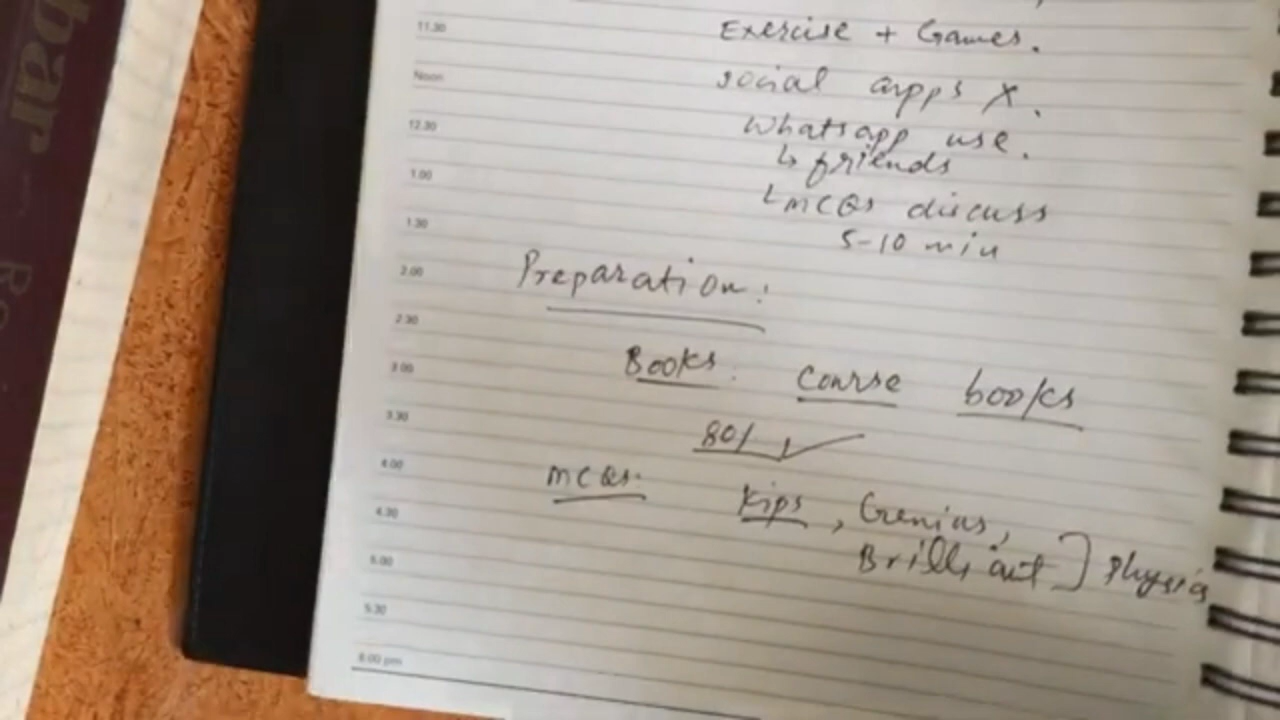 bar
11.30
Exercise + Games.
Noon
social apps X.
12.30
Whatsapp use.
↳ friends
1.00
↳ MCQs discuss
1.30
5-10 min
2.00
Preparation:
2.30
3.00
Books: course books
3.30
80% ✓
4.00
MCQs.
4.30
Kips, Genius,
Brilliant ] Physics
5.00
5.30
6.00 pm